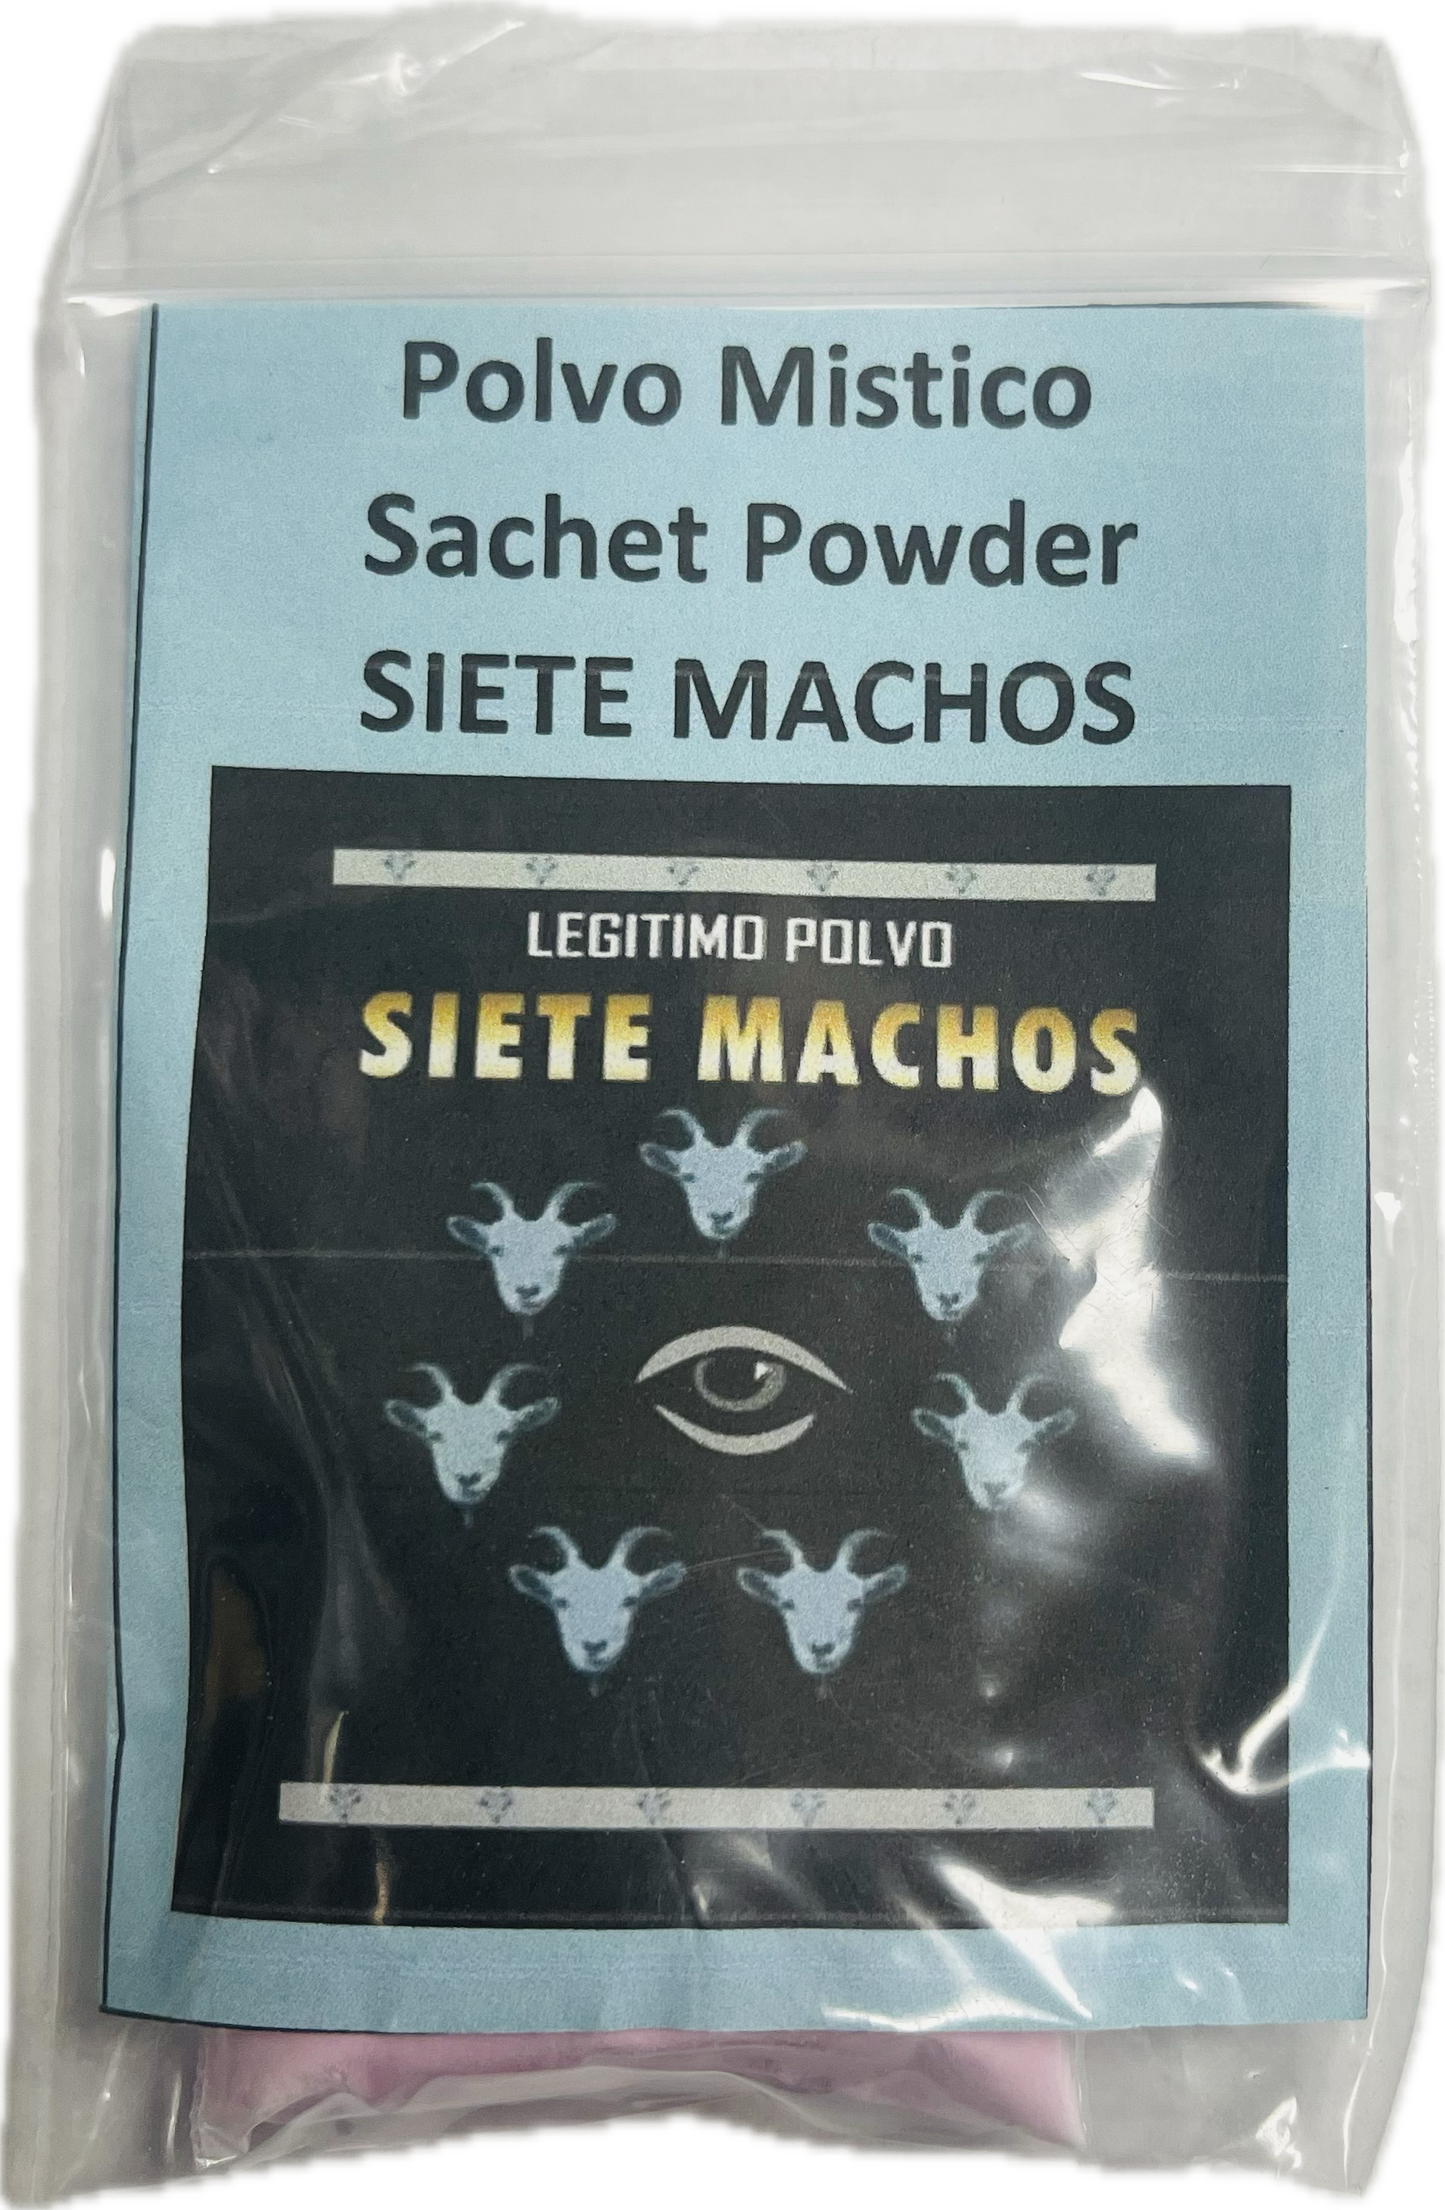 Polvo Mistico
Sachet Powder
SIETE MACHOS
LEGITIMO POLVO
SIETE MACHOS